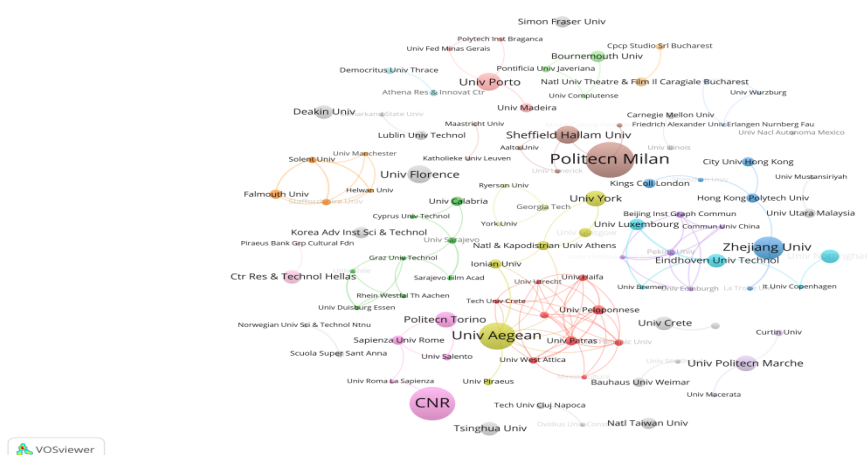 Simon Fraser Univ
Polytech Inst Braganca
Cpcp Studio Srl Bucharest
Univ Fed Minas Gerais
Bournemouth Univ
Democritus Univ Thrace
Pontificia Univ Javeriana
Univ Porto
Natl Univ Theatre & Film Il Caragiale Bucharest
Athena Res & Innovat Ctr
Univ Complutense
Univ Wurzburg
Deakin Univ
Univ Madeira
Carnegie Mellon Univ
Maastricht Univ
Friedrich Alexander Univ Erlangen Nurnberg Fau
Lublin Univ Technol
Sheffield Hallam Univ
Univ Nacl Autonoma Mexico
Aalto Univ
Univ Manchester
Solent Univ
Katholieke Univ Leuven
Politecn Milan
City Univ Hong Kong
Univ Limerick
Univ Florence
Univ Mustansiriyah
Ryerson Univ
Kings Coll London
Falmouth Univ
Helwan Univ
Univ Calabria
Univ York
Hong Kong Polytech Univ
Georgia Tech
Beijing Inst Graph Commun
Univ Utara Malaysia
Cyprus Univ Technol
York Univ
Univ Luxembourg
Commun Univ China
Korea Adv Inst Sci & Technol
Univ Sarajevo
Natl & Kapodistrian Univ Athens
Zhejiang Univ
Piraeus Bank Grp Cultural Fdn
Graz Univ Technol
Eindhoven Univ Technol
Ionian Univ
Ctr Res & Technol Hellas
Sarajevo Film Acad
Univ Utrecht
Univ Haifa
Univ Bremen
Univ Edinburgh
It Univ Copenhagen
Rhein Westfal Th Aachen
Tech Univ Crete
Univ Duisburg Essen
Univ Peloponnese
Norwegian Univ Sci & Technol Ntnu
Politecn Torino
Univ Crete
Sapienza Univ Rome
Univ Aegean
Univ Patras
Curtin Univ
Scuola Super Sant Anna
Univ Salento
Univ West Attica
Univ Politecn Marche
Univ Roma La Sapienza
Univ Piraeus
Bauhaus Univ Weimar
Univ Macerata
CNR
Tech Univ Cluj Napoca
Tsinghua Univ
Natl Taiwan Univ
VOSviewer